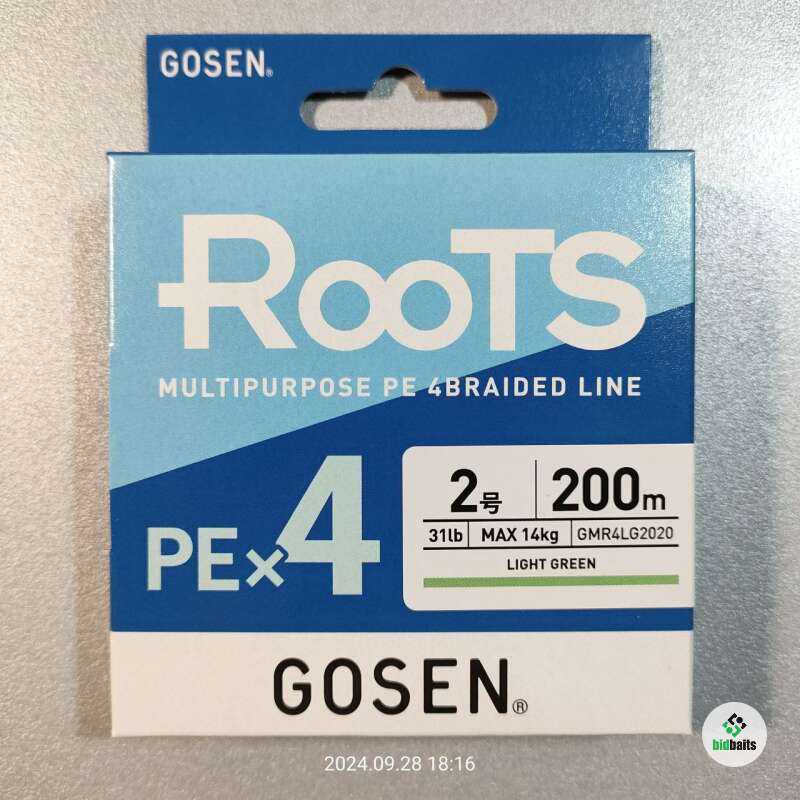 GOSEN®
RooTS
MULTIPURPOSE PE 4BRAIDED LINE
PE×4
2号 200m
31lb MAX 14kg GMR4LG2020
LIGHT GREEN
GOSEN®
bidbaits
2024.09.28 18:16